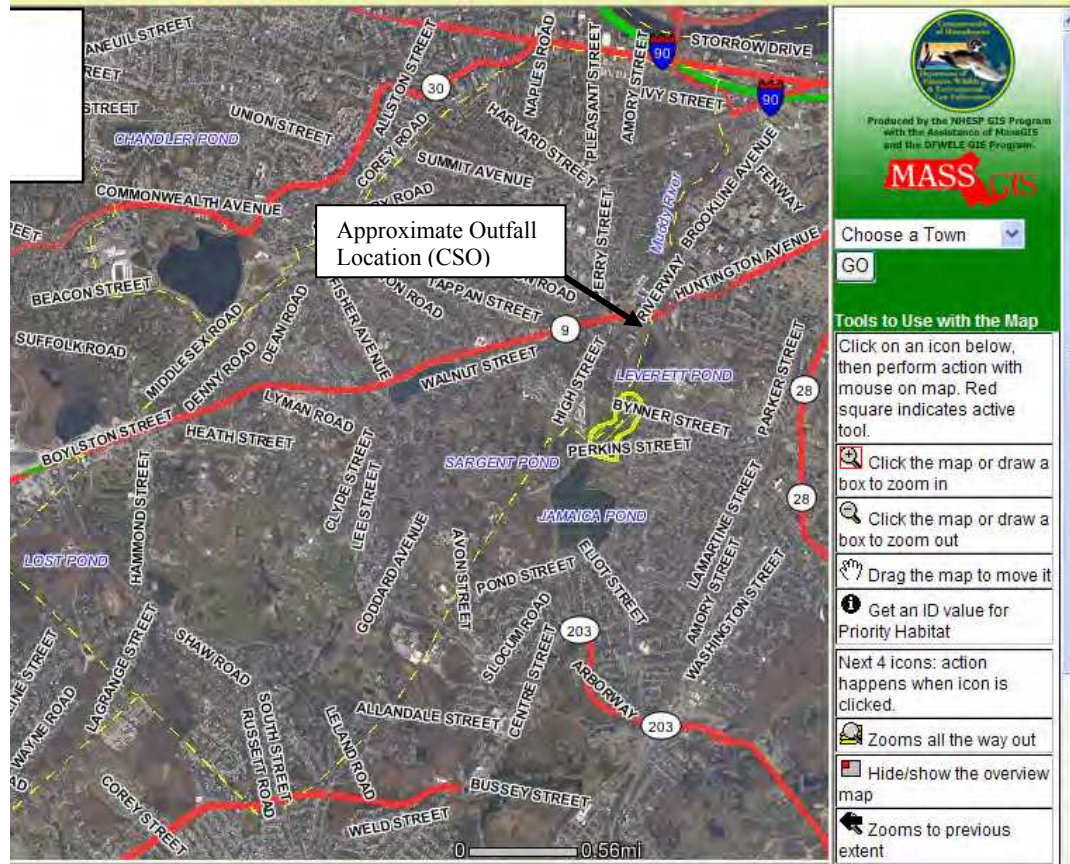 ANEUIL STREET
REET
STREET
UNION STREET
CHANDLER POND
COMMONWEALTH AVENUE
EET
BEACON STREET
SUFFOLK ROAD
MIDDLESEX ROAD
DENNY ROAD
DEAN ROAD
BOYLSTON STREET
HEATH STREET
LYMAN ROAD
HAMMOND STREET
LOST POND
ALLSTON STREET
30
COREY ROAD
NAPLES ROAD
HARVARD STREET
SUMMIT AVENUE
PLEASANT STREET
AMORY STREET
IVY STREET
STORROW DRIVE
90
90
Muddy River
BROOKLINE AVENUE
FENWAY
RIVERWAY
HUNTINGTON AVENUE
Approximate Outfall
Location (CSO)
FISHER AVENUE
TAPPAN STREET
WALNUT STREET
9
HIGH STREET
LEVERETT POND
BYNNER STREET
PERKINS STREET
PARKER STREET
28
28
SARGENT POND
JAMAICA POND
CLYDE STREET
LEE STREET
GODDARD AVENUE
AVON STREET
POND STREET
ELIOT STREET
SLOCUM ROAD
CENTRE STREET
LAMARTINE STREET
AMORY STREET
WASHINGTON STREET
203
ARBORWAY
203
ALLANDALE STREET
LAGRANGE STREET
SHAW ROAD
WAYNE ROAD
SOUTH STREET
RUSSETT ROAD
LELAND ROAD
COREY STREET
BUSSEY STREET
WELD STREET
0
0.56mi
Produced by the NHESP GIS Program
with the Assistance of MassGIS
and the DFWELE GIS Program.
MASS GIS
Choose a Town
GO
Tools to Use with the Map
Click on an icon below,
then perform action with
mouse on map. Red
square indicates active
tool.
Click the map or draw a
box to zoom in
Click the map or draw a
box to zoom out
Drag the map to move it
Get an ID value for
Priority Habitat
Next 4 icons: action
happens when icon is
clicked.
Zooms all the way out
Hide/show the overview
map
Zooms to previous
extent